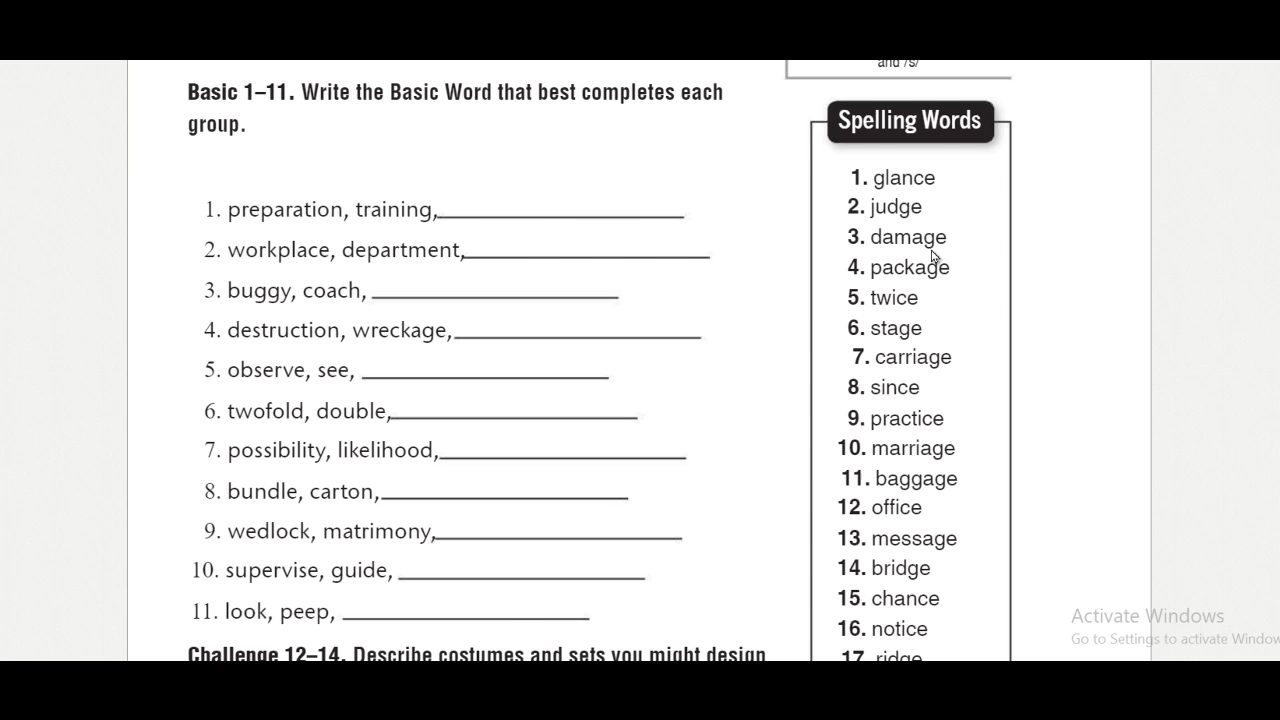 and /s/
Basic 1–11. Write the Basic Word that best completes each
group.
1. preparation, training,
2. workplace, department,
3. buggy, coach,
4. destruction, wreckage,
5. observe, see,
6. twofold, double,
7. possibility, likelihood,
8. bundle, carton,
9. wedlock, matrimony,
10. supervise, guide,
11. look, peep,
Challenge 12–14. Describe costumes and sets you might design
Spelling Words
1. glance
2. judge
3. damage
4. package
5. twice
6. stage
7. carriage
8. since
9. practice
10. marriage
11. baggage
12. office
13. message
14. bridge
15. chance
16. notice
17. ridge
Activate Windows
Go to Settings to activate Window